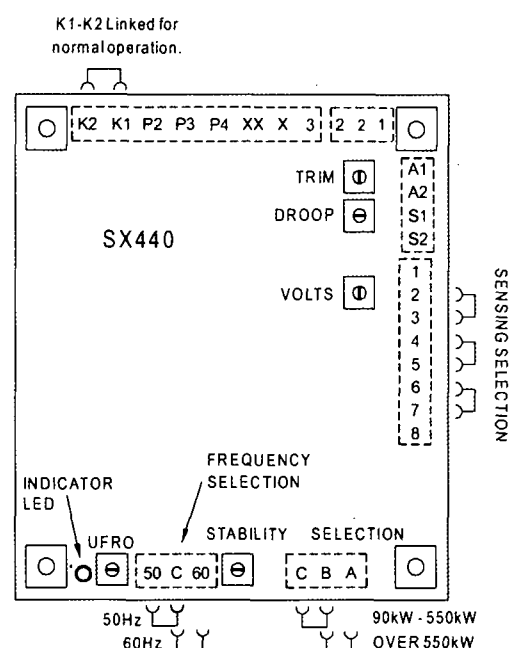 K1-K2 Linked for
normal operation.
K2 K1 P2 P3 P4 XX X 3 2 2 1
TRIM
DROOP
SX440
VOLTS
A1
A2
S1
S2
1
2
3
4
5
6
7
8
SENSING SELECTION
FREQUENCY
SELECTION
INDICATOR
LED
UFRO
STABILITY SELECTION
50 C 60
C B A
50Hz
60Hz
90kW - 550kW
OVER 550kW